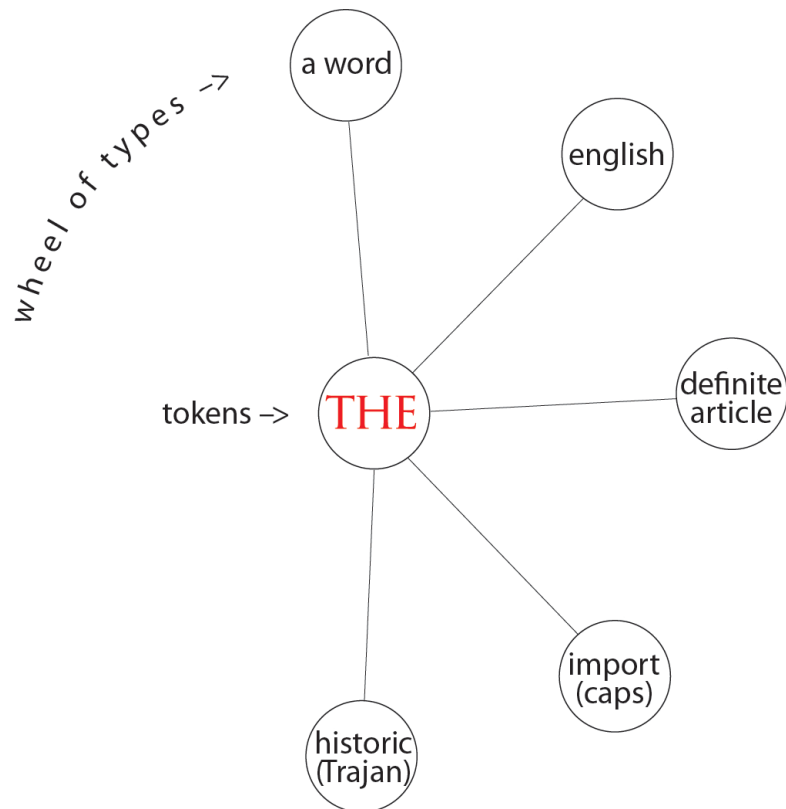 wheel of types –>
a word
english
tokens –>
THE
definite
article
import
(caps)
historic
(Trajan)